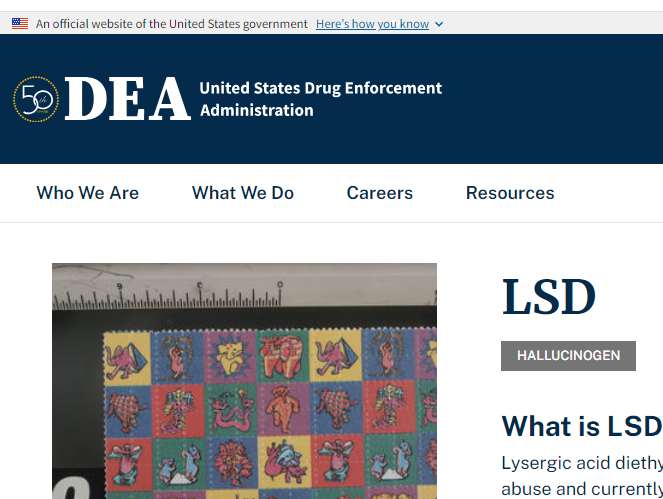 An official website of the United States government Here's how you know
50th
DEA
United States Drug Enforcement
Administration
Who We Are
What We Do
Careers
Resources
LSD
HALLUCINOGEN
What is LSD
Lysergic acid diethy
abuse and currently